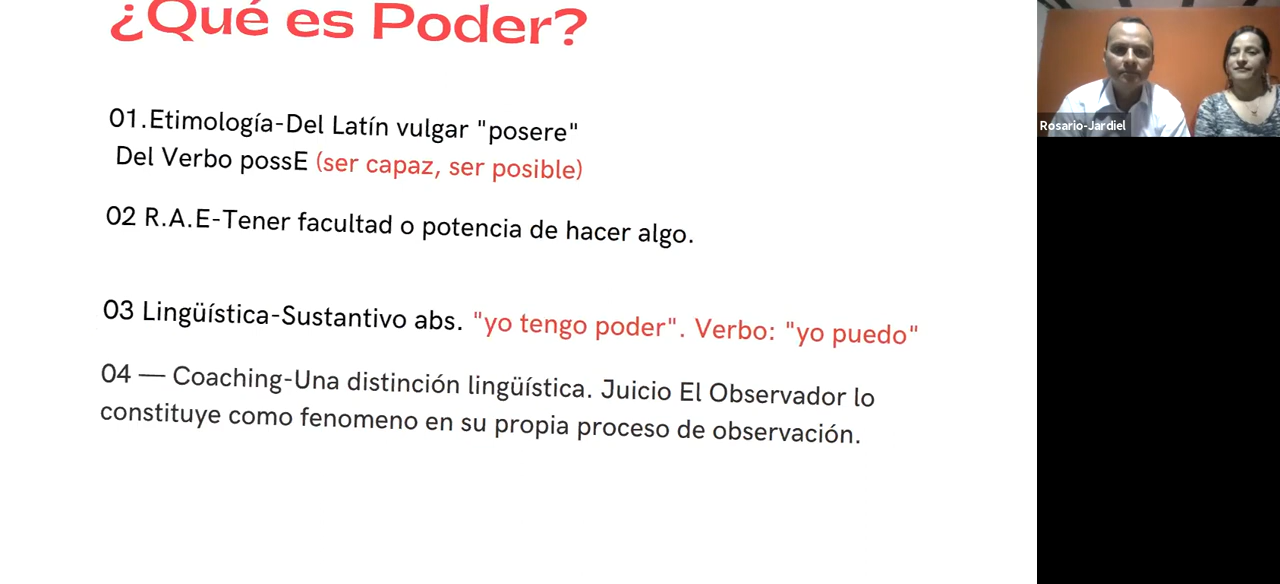 ¿Qué es Poder?
01.Etimología-Del Latín vulgar "posere"
Del Verbo possE (ser capaz, ser posible)
02 R.A.E-Tener facultad o potencia de hacer algo.
03 Lingüística-Sustantivo abs. "yo tengo poder". Verbo: "yo puedo"
04 — Coaching-Una distinción lingüística. Juicio El Observador lo
constituye como fenomeno en su propia proceso de observación.
Rosario-Jardiel